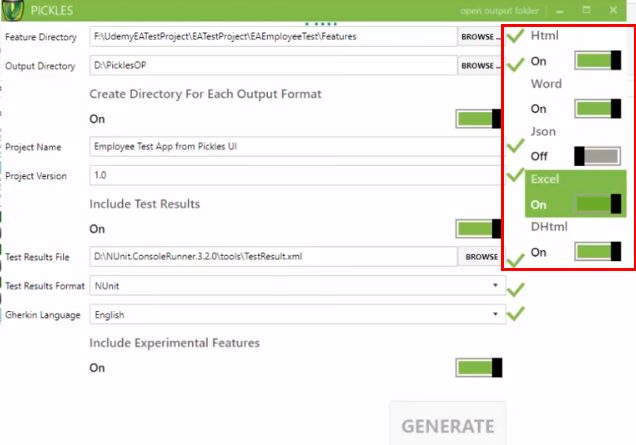 PICKLES open output folder
Feature Directory F:\UdemyEATestProject\EATestProject\EAEmployeeTest\Features BROWSE ...
Html
Output Directory D:\PicklesOP BROWSE ...
On
Word
Create Directory For Each Output Format
On
On
Json
Project Name Employee Test App from Pickles UI
Off
Project Version 1.0
Excel
Include Test Results
On
On
DHtml
On
Test Results File D:\NUnit.ConsoleRunner.3.2.0\tools\TestResult.xml BROWSE
Test Results Format NUnit
Gherkin Language English
Include Experimental Features
On
GENERATE